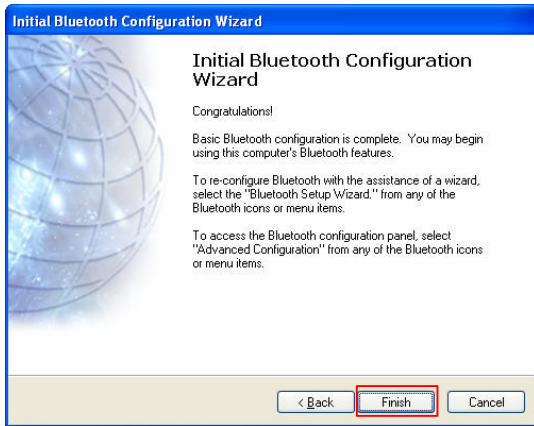 Initial Bluetooth Configuration Wizard
Initial Bluetooth Configuration
Wizard
Congratulations!
Basic Bluetooth configuration is complete.  You may begin
using this computer's Bluetooth features.
To re-configure Bluetooth with the assistance of a wizard,
select the "Bluetooth Setup Wizard." from any of the
Bluetooth icons or menu items.
To access the Bluetooth configuration panel, select
"Advanced Configuration" from any of the Bluetooth icons
or menu items.
< Back
Finish
Cancel